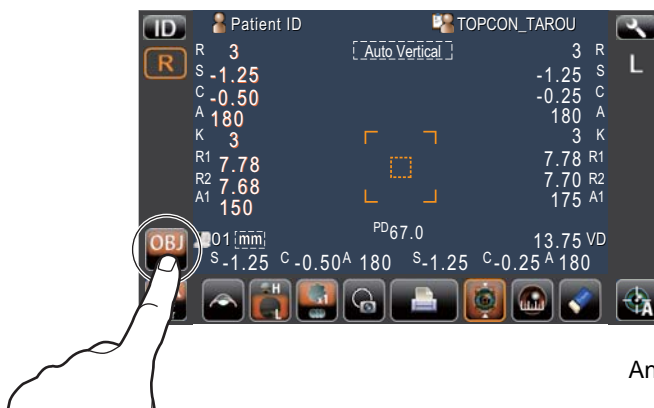 ID Patient ID TOPCON_TAROU
R R 3 Auto Vertical 3 R L
S -1.25 -1.25 S
C -0.50 -0.25 C
A 180 180 A
K 3 3 K
R1 7.78 7.78 R1
R2 7.68 7.70 R2
A1 150 175 A1
OBJ 01 mm PD67.0 13.75 VD
S -1.25 C -0.50 A 180 S -1.25 C -0.25 A 180
H
L
A
An